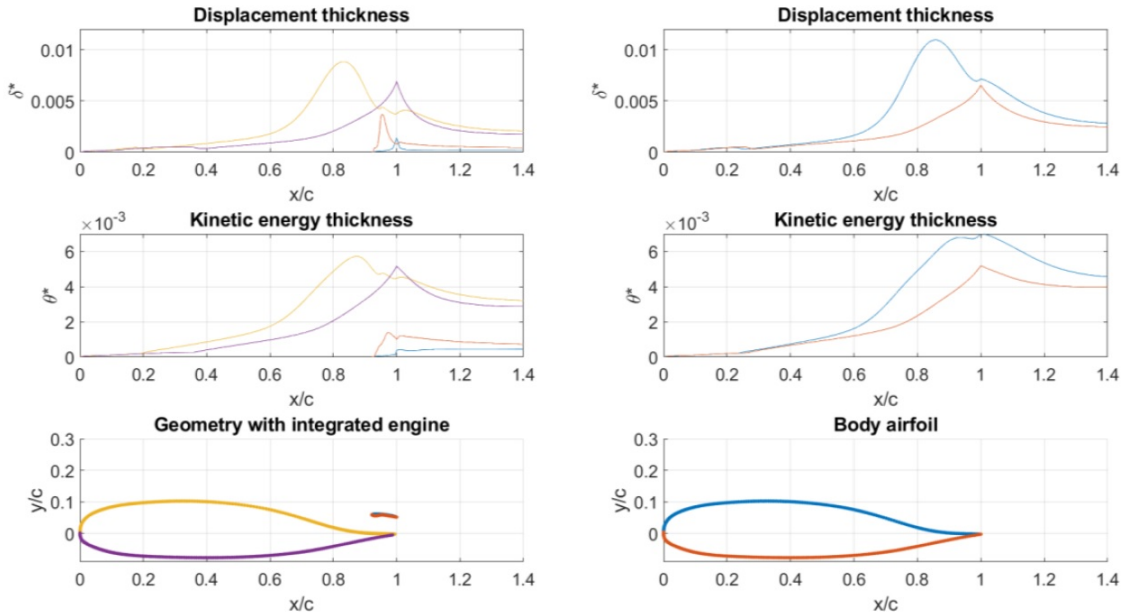 Displacement thickness
δ*
0.01
0.005
0
0 0.2 0.4 0.6 0.8 1 1.2 1.4
x/c
Displacement thickness
δ*
0.01
0.005
0
0 0.2 0.4 0.6 0.8 1 1.2 1.4
x/c
Kinetic energy thickness
×10⁻³
θ*
6
4
2
0
0 0.2 0.4 0.6 0.8 1 1.2 1.4
x/c
Kinetic energy thickness
×10⁻³
θ*
6
4
2
0
0 0.2 0.4 0.6 0.8 1 1.2 1.4
x/c
Geometry with integrated engine
y/c
0.3
0.2
0.1
0
0 0.2 0.4 0.6 0.8 1 1.2 1.4
x/c
Body airfoil
y/c
0.3
0.2
0.1
0
0 0.2 0.4 0.6 0.8 1 1.2 1.4
x/c